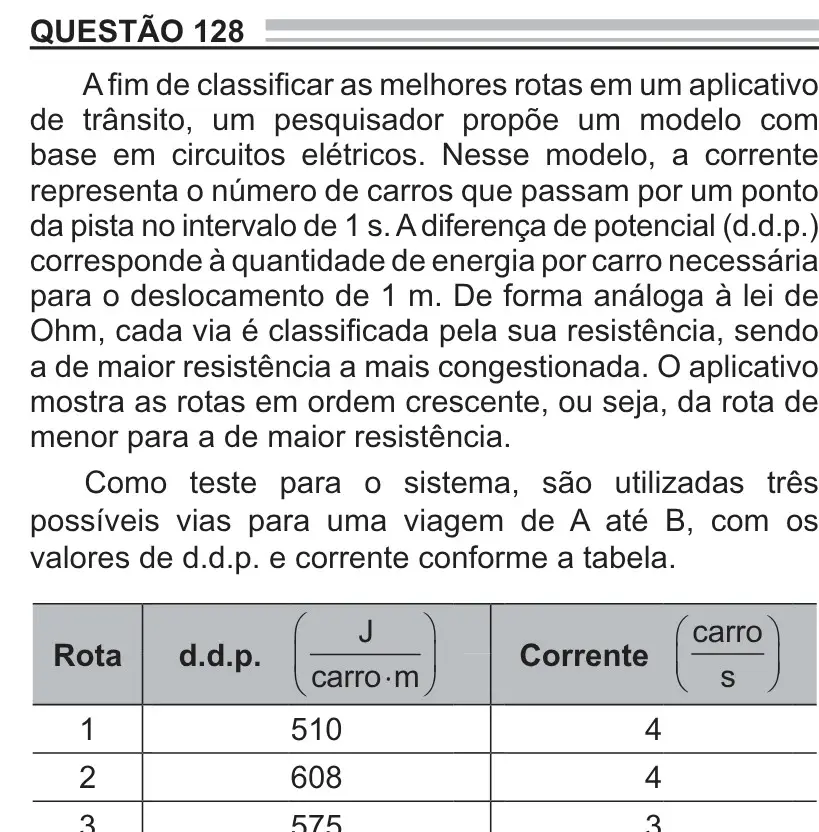 QUESTÃO 128
A fim de classificar as melhores rotas em um aplicativo
de trânsito, um pesquisador propõe um modelo com
base em circuitos elétricos. Nesse modelo, a corrente
representa o número de carros que passam por um ponto
da pista no intervalo de 1 s. A diferença de potencial (d.d.p.)
corresponde à quantidade de energia por carro necessária
para o deslocamento de 1 m. De forma análoga à lei de
Ohm, cada via é classificada pela sua resistência, sendo
a de maior resistência a mais congestionada. O aplicativo
mostra as rotas em ordem crescente, ou seja, da rota de
menor para a de maior resistência.
Como teste para o sistema, são utilizadas três
possíveis vias para uma viagem de A até B, com os
valores de d.d.p. e corrente conforme a tabela.
Rota d.d.p. (J / carro·m) Corrente (carro / s)
1 510 4
2 608 4
3 575 3